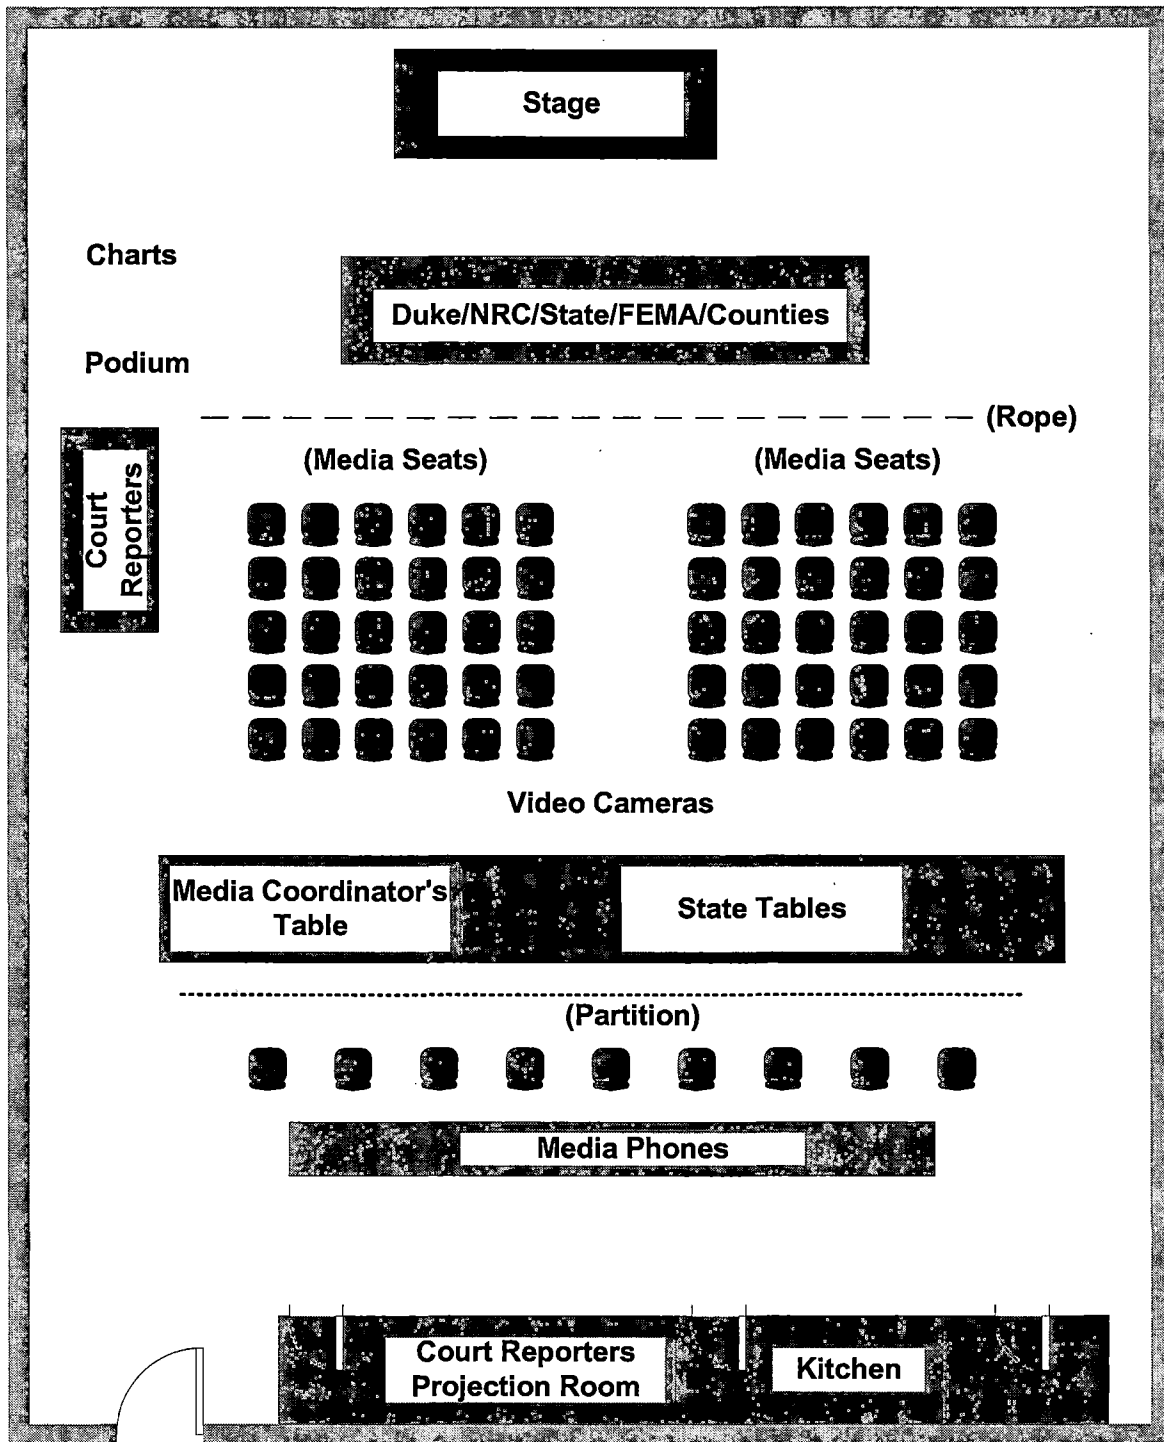 Stage
Charts
Duke/NRC/State/FEMA/Counties
Podium
(Rope)
(Media Seats)
(Media Seats)
Court
Reporters
Video Cameras
Media Coordinator's
Table
State Tables
(Partition)
Media Phones
Court Reporters
Projection Room
Kitchen